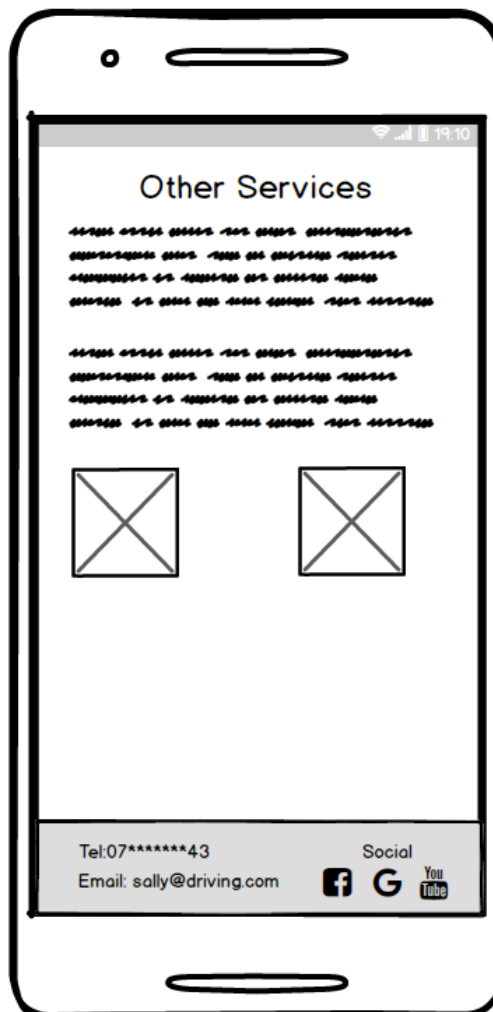 19:10
Other Services
Tel:07*******43
Email: sally@driving.com
Social
f G You
Tube